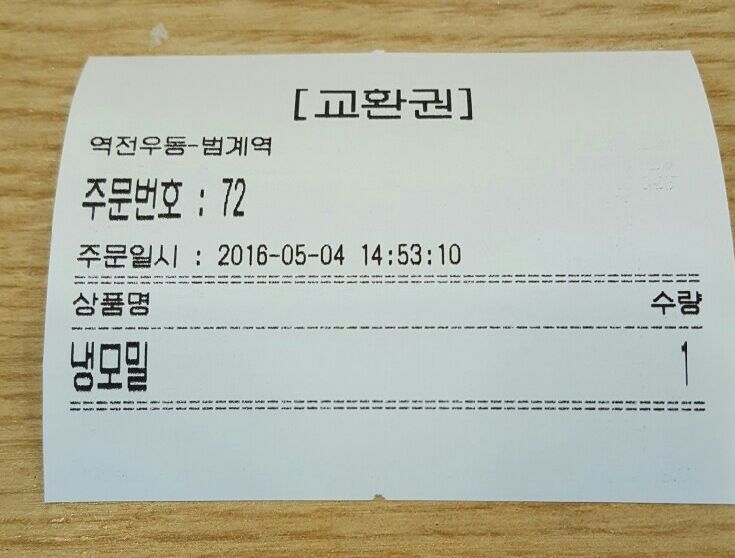 [교환권]
역전우동-범계역
주문번호 : 72
주문일시 : 2016-05-04 14:53:10
상품명 수량
냉모밀 1